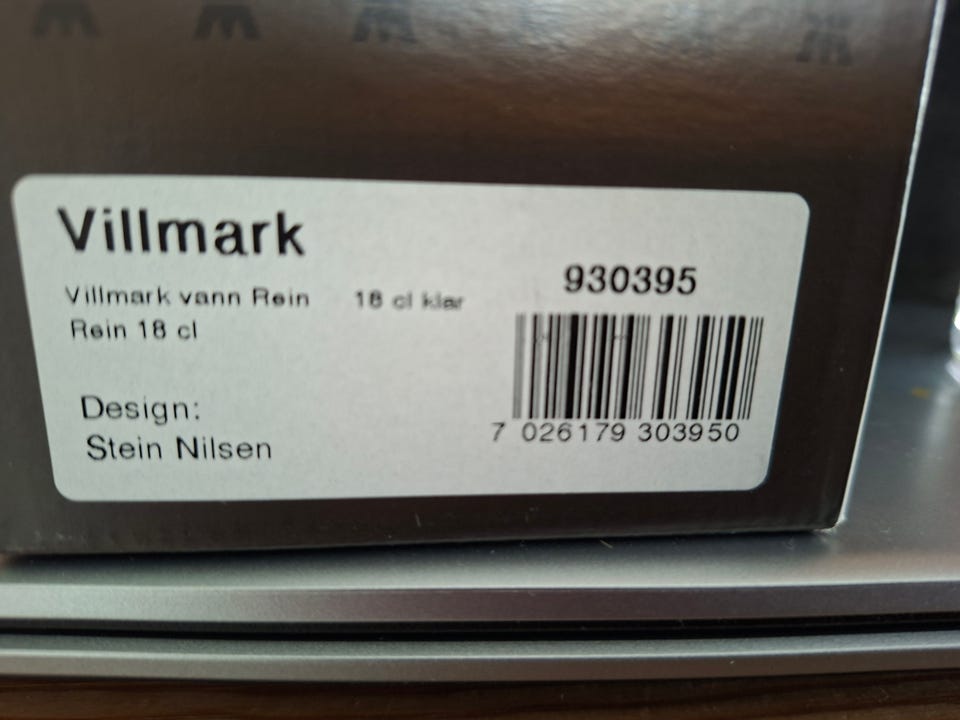 Villmark
930395
Villmark vann Rein 18 cl klar
Rein 18 cl
Design:
Stein Nilsen
7 026179 303950